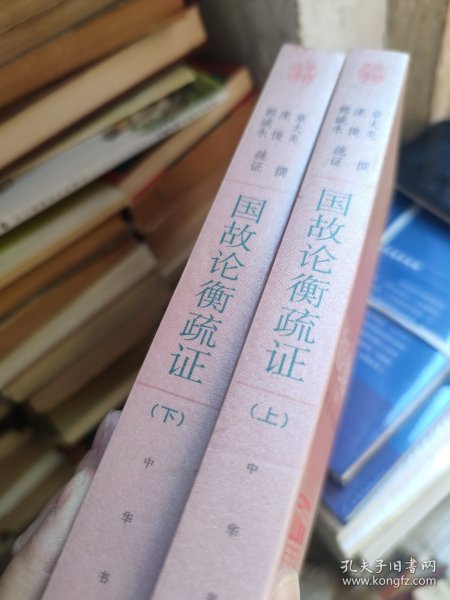 章太炎 撰
庞俊
郭诚永 疏证
国故论衡疏证
（下）
中华书
章太炎 撰
庞俊
郭诚永 疏证
国故论衡疏证
（上）
中华
孔夫子旧书网
www.kongfz.com